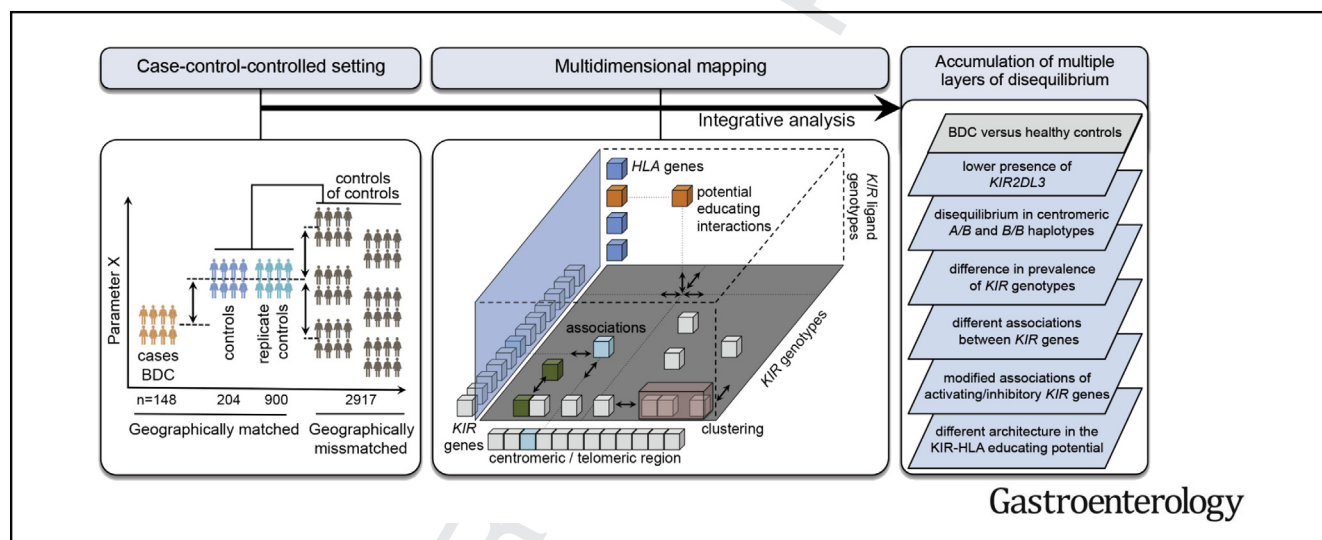 Case-control-controlled setting
Multidimensional mapping
Accumulation of multiple
layers of disequilibrium
Integrative analysis
controls
of controls
Parameter X
cases
BDC
controls
replicate
controls
n=148 204 900 2917
Geographically matched
Geographically
missmatched
HLA genes
potential
educating
interactions
KIR ligand
genotypes
associations
KIR genotypes
KIR
genes
clustering
centromeric / telomeric region
BDC versus healthy controls
lower presence of
KIR2DL3
disequilibrium in centromeric
A/B and B/B haplotypes
difference in prevalence
of KIR genotypes
different associations
between KIR genes
modified associations of
activating/inhibitory KIR genes
different architecture in the
KIR-HLA educating potential
Gastroenterology